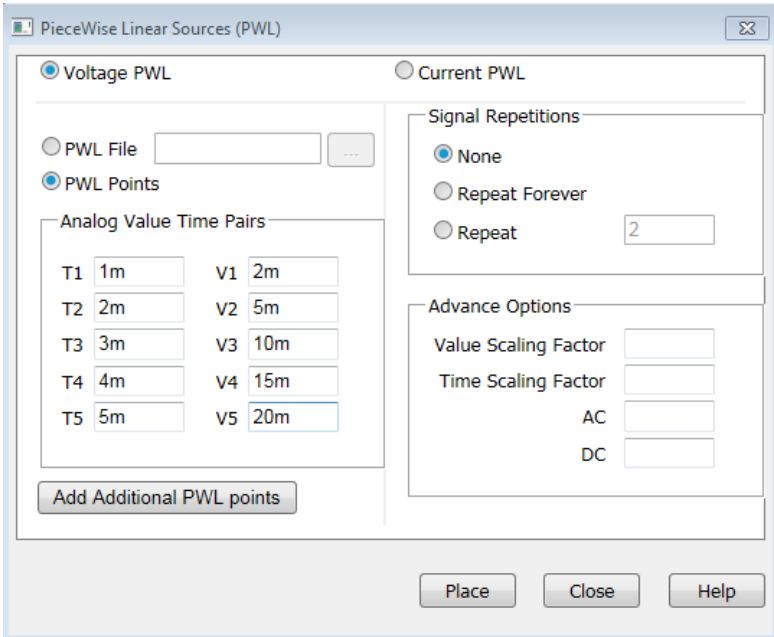 PieceWise Linear Sources (PWL)
Voltage PWL
Current PWL
PWL File
...
PWL Points
Analog Value Time Pairs
T1 1m V1 2m
T2 2m V2 5m
T3 3m V3 10m
T4 4m V4 15m
T5 5m V5 20m
Add Additional PWL points
Signal Repetitions
None
Repeat Forever
Repeat 2
Advance Options
Value Scaling Factor
Time Scaling Factor
AC
DC
Place Close Help